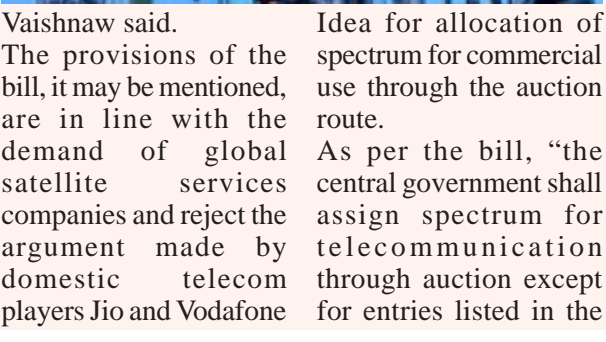 Vaishnaw said.
The provisions of the
bill, it may be mentioned,
are in line with the
demand of global
satellite services
companies and reject the
argument made by
domestic telecom
players Jio and Vodafone
Idea for allocation of
spectrum for commercial
use through the auction
route.
As per the bill, “the
central government shall
assign spectrum for
telecommunication
through auction except
for entries listed in the